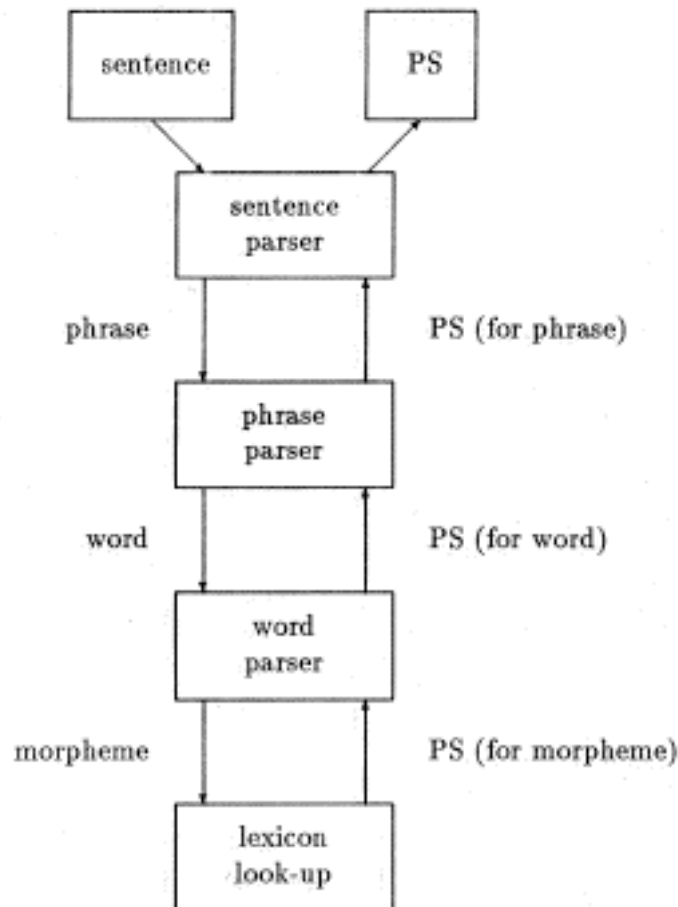 sentence
PS
sentence
parser
phrase
PS (for phrase)
phrase
parser
word
PS (for word)
word
parser
morpheme
PS (for morpheme)
lexicon
look-up